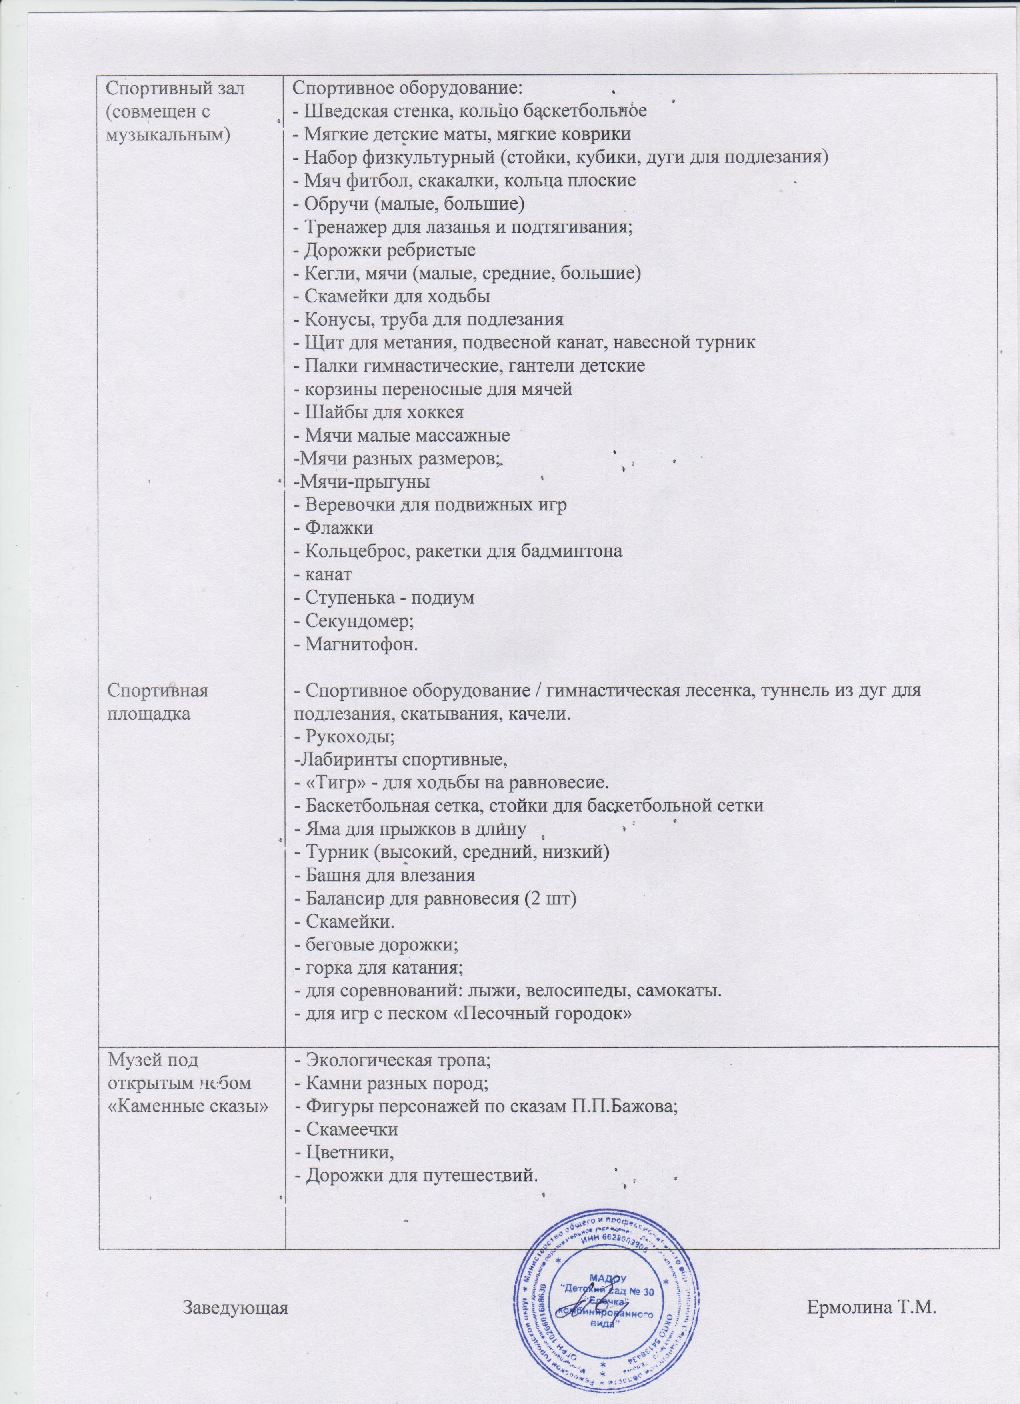 Спортивный зал
(совмещен с
музыкальным)
Спортивное оборудование:
- Шведская стенка, кольцо баскетбольное
- Мягкие детские маты, мягкие коврики
- Набор физкультурный (стойки, кубики, дуги для подлезания)
- Мяч фитбол, скакалки, кольца плоские
- Обручи (малые, большие)
- Тренажер для лазанья и подтягивания;
- Дорожки ребристые
- Кегли, мячи (малые, средние, большие)
- Скамейки для ходьбы
- Конусы, труба для подлезания
- Щит для метания, подвесной канат, навесной турник
- Палки гимнастические, гантели детские
- корзины переносные для мячей
- Шайбы для хоккея
- Мячи малые массажные
-Мячи разных размеров;
-Мячи-прыгуны
- Веревочки для подвижных игр
- Флажки
- Кольцеброс, ракетки для бадминтона
- канат
- Ступенька - подиум
- Секундомер;
- Магнитофон.
Спортивная
площадка
- Спортивное оборудование / гимнастическая лесенка, туннель из дуг для
подлезания, скатывания, качели.
- Рукоходы;
-Лабиринты спортивные,
- «Тигр» - для ходьбы на равновесие.
- Баскетбольная сетка, стойки для баскетбольной сетки
- Яма для прыжков в длину
- Турник (высокий, средний, низкий)
- Башня для влезания
- Балансир для равновесия (2 шт)
- Скамейки.
- беговые дорожки;
- горка для катания;
- для соревнований: лыжи, велосипеды, самокаты.
- для игр с песком «Песочный городок»
Музей под
открытым небом
«Каменные сказы»
- Экологическая тропа;
- Камни разных пород;
- Фигуры персонажей по сказам П.П.Бажова;
- Скамеечки
- Цветники,
- Дорожки для путешествий.
Заведующая
Ермолина Т.М.
Министерство общего и
ИНН
МАДОУ
"Детский сад № 30
комбинированного
вида"